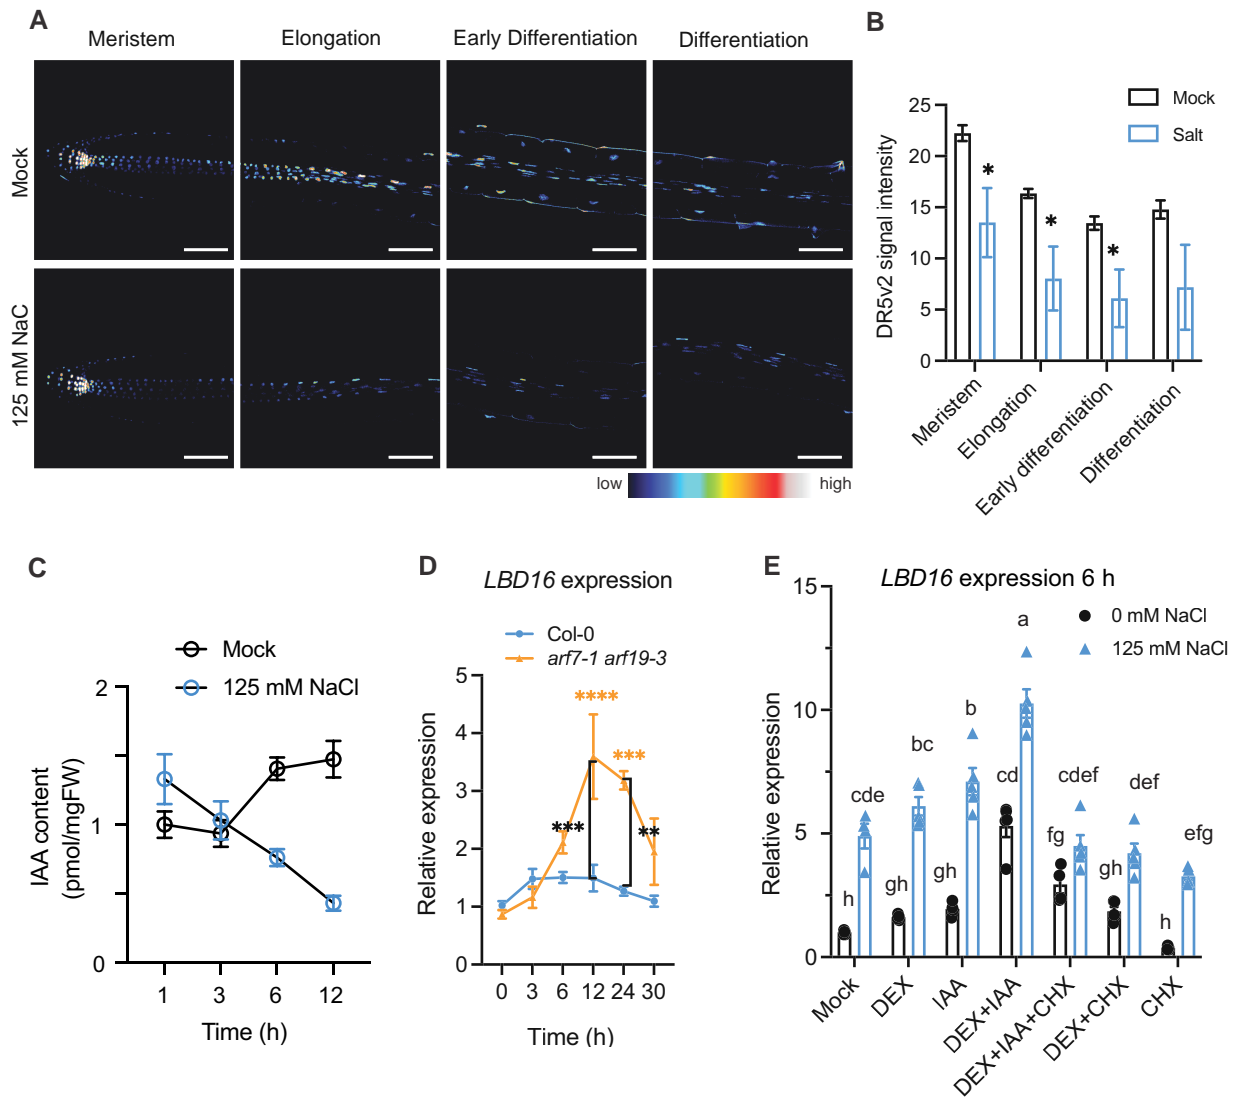 A
Meristem
Elongation
Early Differentiation
Differentiation
Mock
125 mM NaC
low
high
B
Mock
Salt
DR5v2 signal intensity
25
20
15
10
5
0
*
*
*
Meristem
Elongation
Early differentiation
Differentiation
C
Mock
125 mM NaCl
IAA content
(pmol/mgFW)
2
1
0
1 3 6 12
Time (h)
D
LBD16 expression
Col-0
arf7-1 arf19-3
Relative expression
5
4
3
2
1
0
****
***
***
**
0 3 6 12 24 30
Time (h)
E
LBD16 expression 6 h
0 mM NaCl
125 mM NaCl
Relative expression
15
10
5
0
h
cde
gh
bc
gh
b
cd
a
fg
cdef
gh
def
h
efg
Mock
DEX
IAA
DEX+IAA
DEX+IAA+CHX
DEX+CHX
CHX